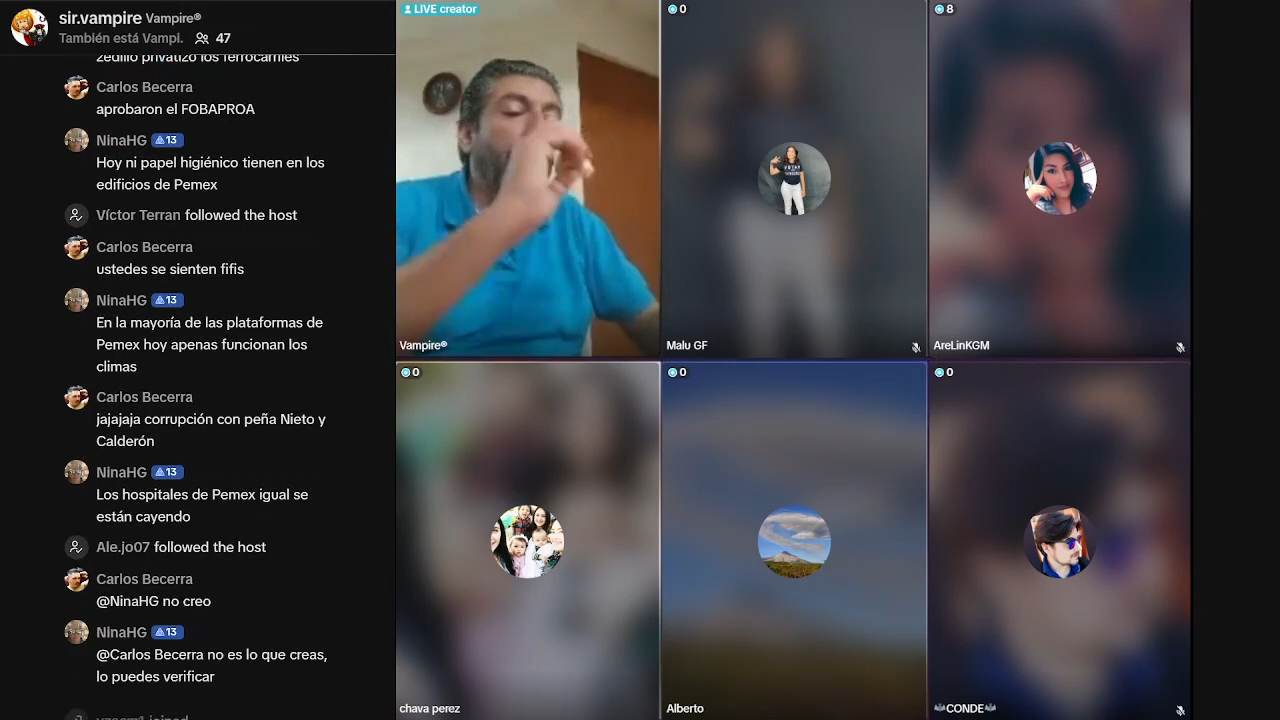 sir.vampire Vampire®
También está Vampi. 47
zedillo privatizó los ferrocarriles
Carlos Becerra
aprobaron el FOBAPROA
NinaHG 13
Hoy ni papel higiénico tienen en los
edificios de Pemex
Víctor Terran followed the host
Carlos Becerra
ustedes se sienten fifis
NinaHG 13
En la mayoría de las plataformas de
Pemex hoy apenas funcionan los
climas
Carlos Becerra
jajajaja corrupción con peña Nieto y
Calderón
NinaHG 13
Los hospitales de Pemex igual se
están cayendo
Ale.jo07 followed the host
Carlos Becerra
@NinaHG no creo
NinaHG 13
@Carlos Becerra no es lo que creas,
lo puedes verificar
joined
LIVE creator
Vampire®
0
Malu GF
8
AreLinKGM
0
chava perez
0
Alberto
0
CONDE